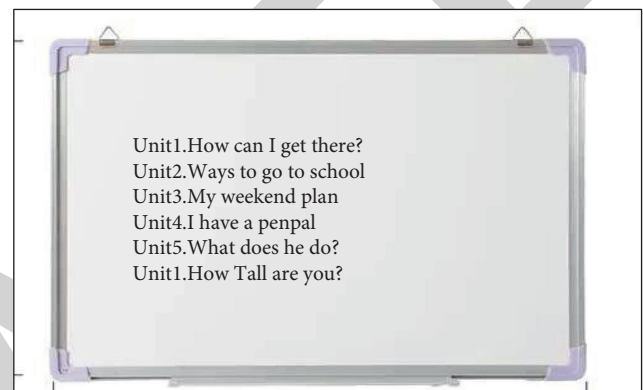 Unit1.How can I get there?
Unit2.Ways to go to school
Unit3.My weekend plan
Unit4.I have a penpal
Unit5.What does he do?
Unit1.How Tall are you?